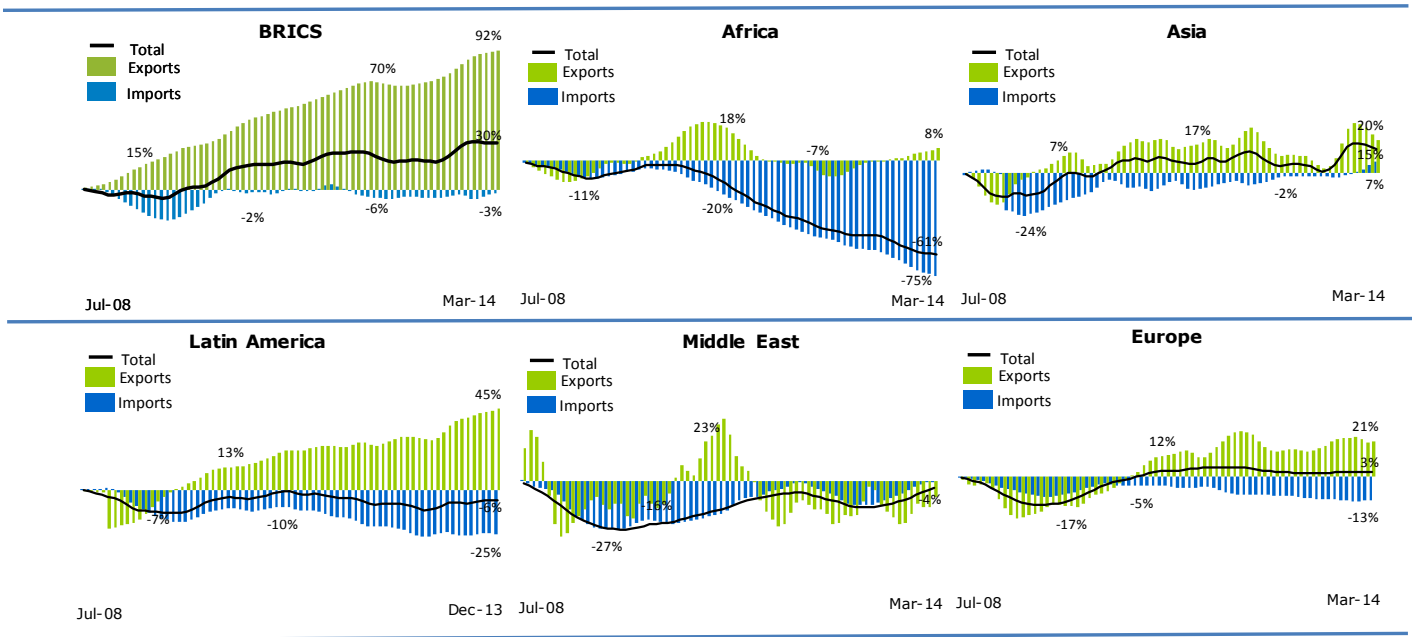 BRICS
Total
Exports
Imports
92%
70%
15%
30%
-2%
-6%
-3%
Jul-08
Mar-14
Africa
Total
Exports
Imports
18%
-7%
8%
-11%
-20%
-61%
-75%
Jul-08
Mar-14
Asia
Total
Exports
Imports
7%
17%
20%
15%
7%
-2%
-24%
Jul-08
Mar-14
Latin America
Total
Exports
Imports
45%
13%
-7%
-10%
-6%
-25%
Jul-08
Dec-13
Middle East
Total
Exports
Imports
23%
-16%
-4%
-27%
Jul-08
Mar-14
Europe
Total
Exports
Imports
12%
21%
3%
-5%
-17%
-13%
Jul-08
Mar-14